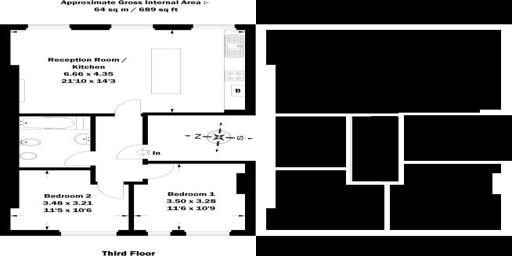 Approximate Gross Internal Area :-
64 sq m / 689 sq ft
Reception Room /
Kitchen
6.66 x 4.35
21'10 x 14'3
B
N
S
In
Bedroom 2
3.48 x 3.21
11'5 x 10'6
Bedroom 1
3.50 x 3.28
11'6 x 10'9
Third Floor